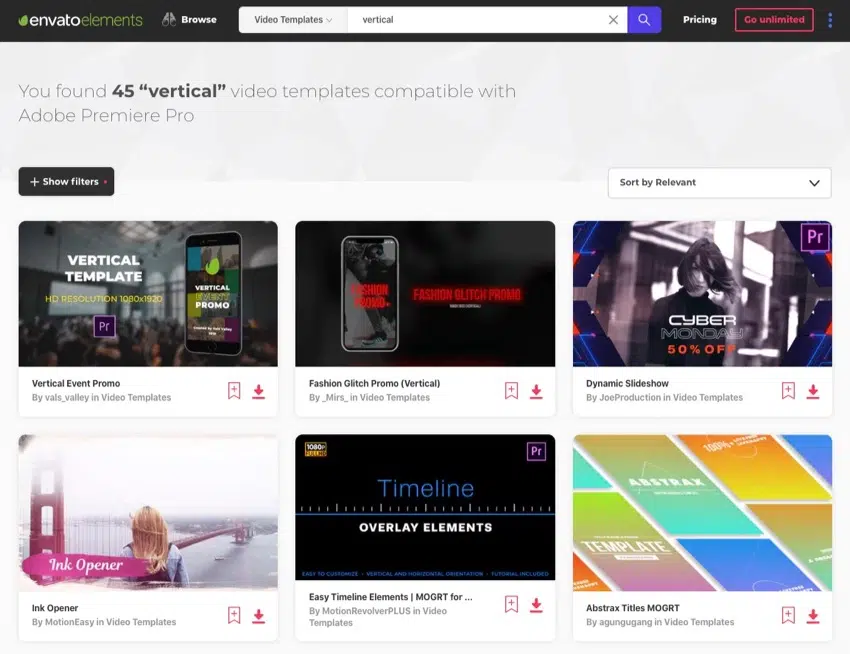 envatoelements
Browse
Video Templates
vertical
Pricing
Go unlimited
You found 45 “vertical” video templates compatible with
Adobe Premiere Pro
+ Show filters
Sort by Relevant
VERTICAL
TEMPLATE
HD RESOLUTION 1080x1920
Pr
VERTICAL
EVENT
PROMO
Vertical Event Promo
By vals_valley in Video Templates
FASHION
PROMO
FASHION GLITCH PROMO
Fashion Glitch Promo (Vertical)
By _Mirs_ in Video Templates
Pr
CYBER
MONDAY
50% OFF
Dynamic Slideshow
By JoeProduction in Video Templates
Ink Opener
Ink Opener
By MotionEasy in Video Templates
1080P
FULLHD
Pr
Timeline
OVERLAY ELEMENTS
EASY TO CUSTOMIZE - VERTICAL AND HORIZONTAL ORIENTATION - TUTORIAL INCLUDED
Easy Timeline Elements | MOGRT for ...
By MotionRevolverPLUS in Video
Templates
100%
ABSTRAX
TEMPLATE
Abstrax Titles MOGRT
By agungugang in Video Templates